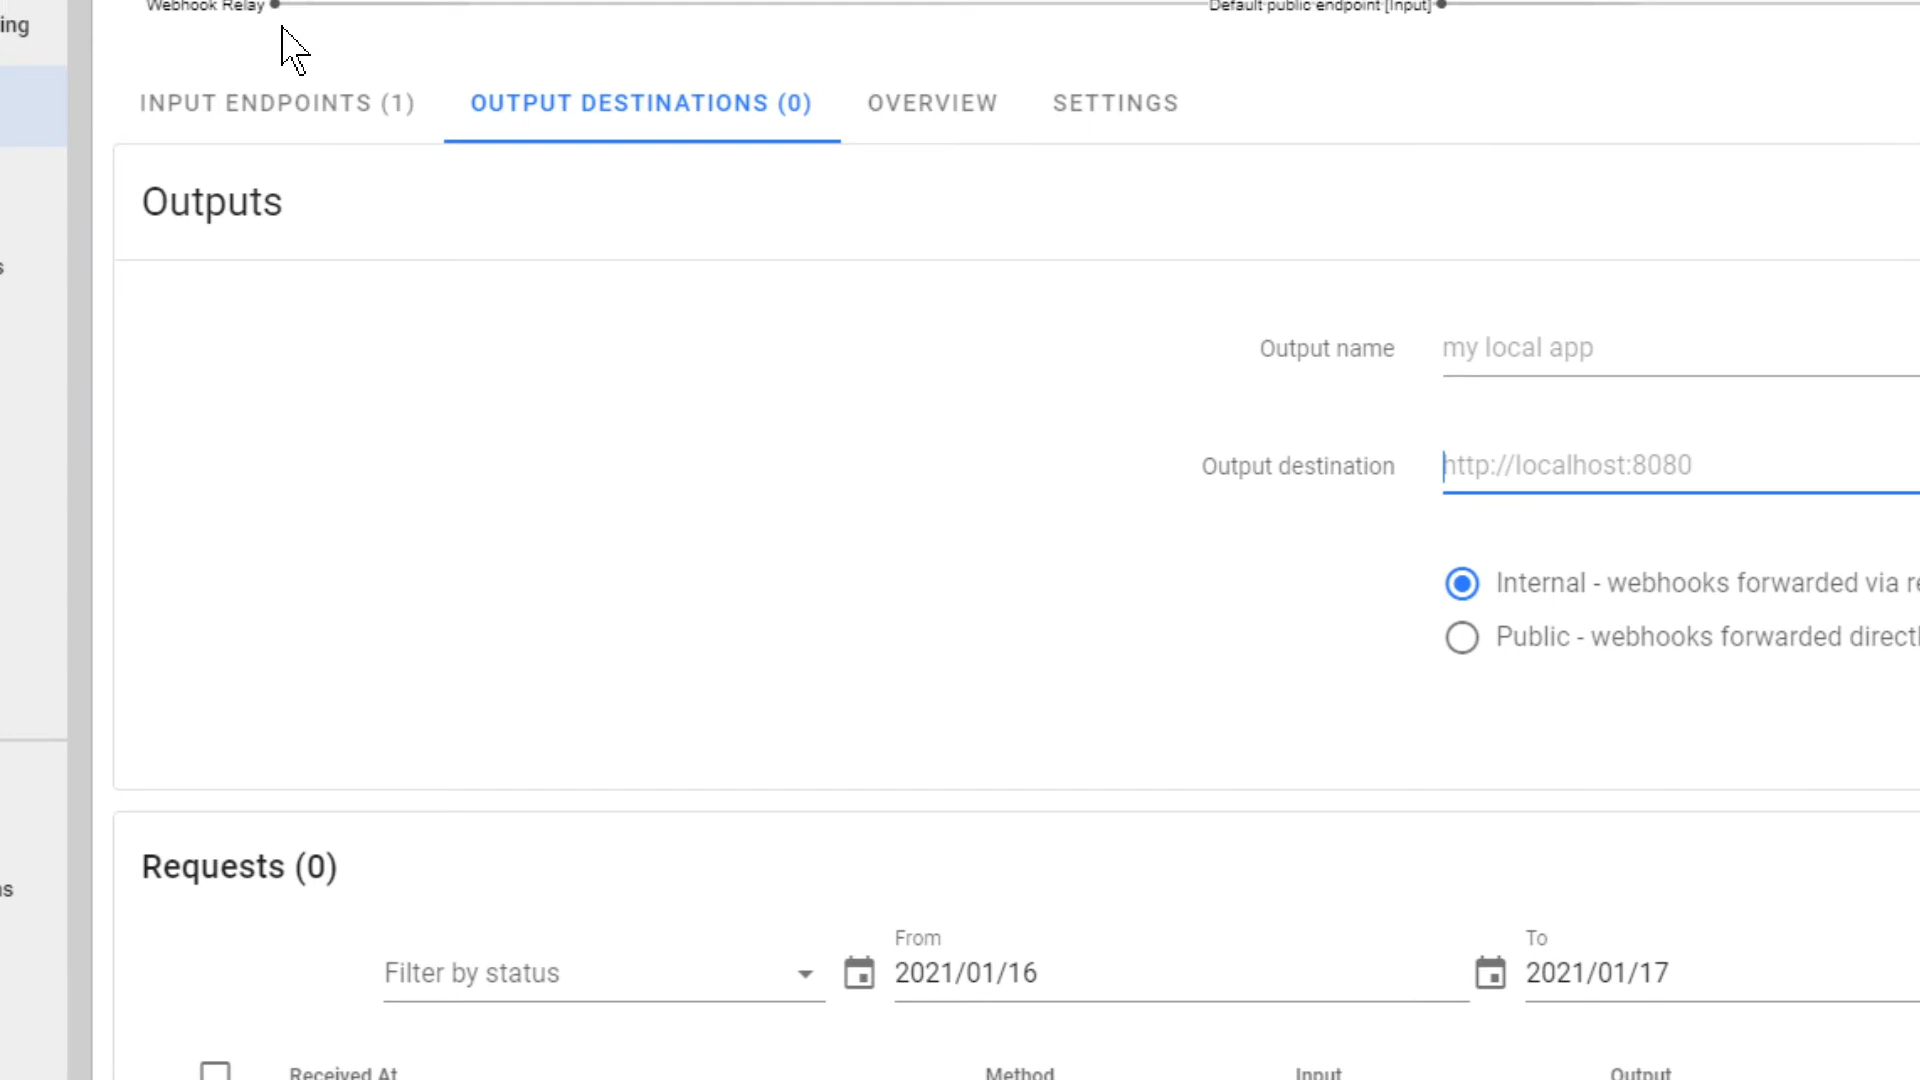 Webhook Relay
Default public endpoint [Input]
ing
INPUT ENDPOINTS (1)
OUTPUT DESTINATIONS (0)
OVERVIEW
SETTINGS
Outputs
s
Output name
my local app
Output destination
http://localhost:8080
Internal - webhooks forwarded via re
Public - webhooks forwarded directl
Requests (0)
ns
From
To
Filter by status
2021/01/16
2021/01/17
Received At
Method
Input
Output